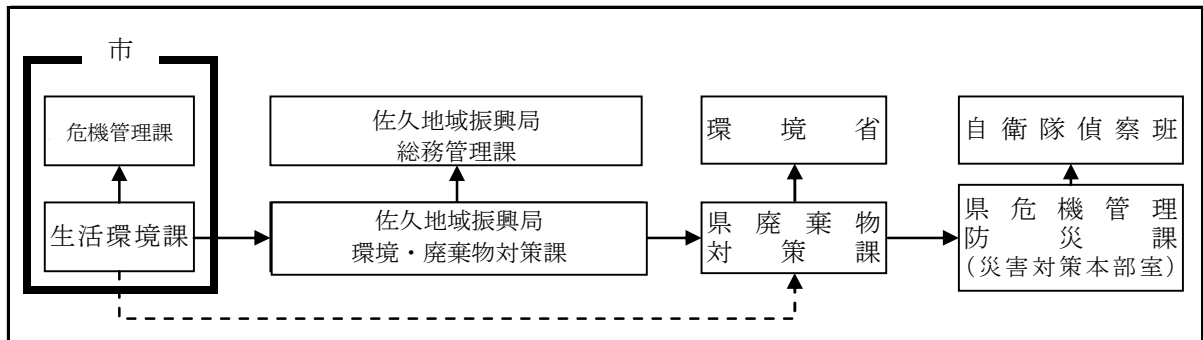 市
危機管理課
佐久地域振興局
総務管理課
環境省
自衛隊偵察班
生活環境課
佐久地域振興局
環境・廃棄物対策課
県廃棄物
対策課
県危機管理
防災課
(災害対策本部室)